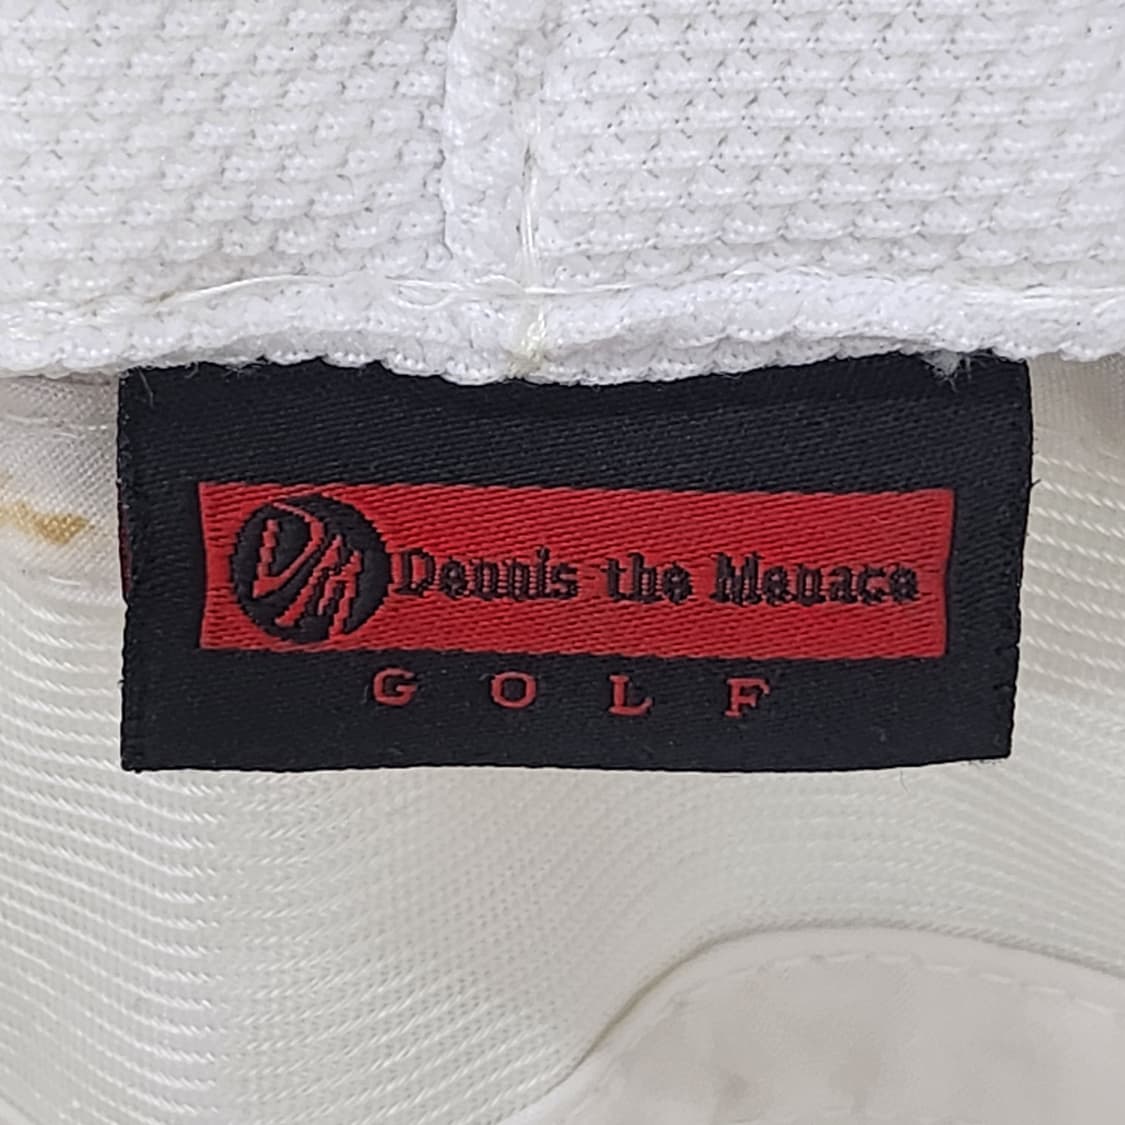 DM Dennis the Menace
GOLF